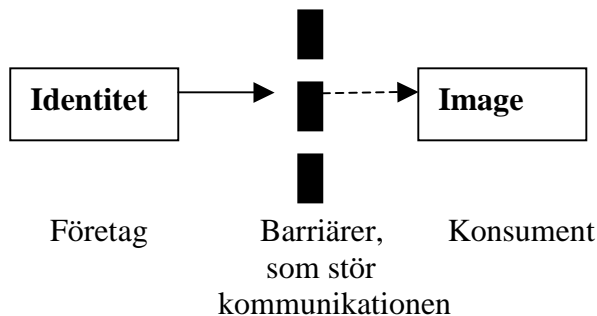 Identitet
Image
Företag
Barriärer,
som stör
kommunikationen
Konsument